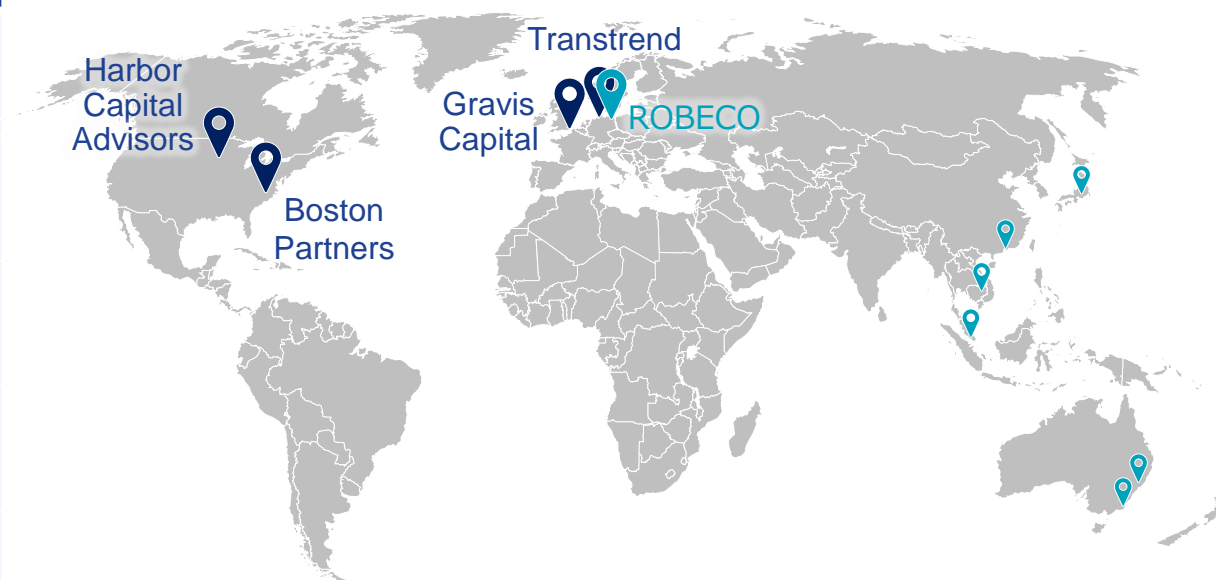 Transtrend
Harbor
Capital
Advisors
Gravis
Capital
ROBECO
Boston
Partners